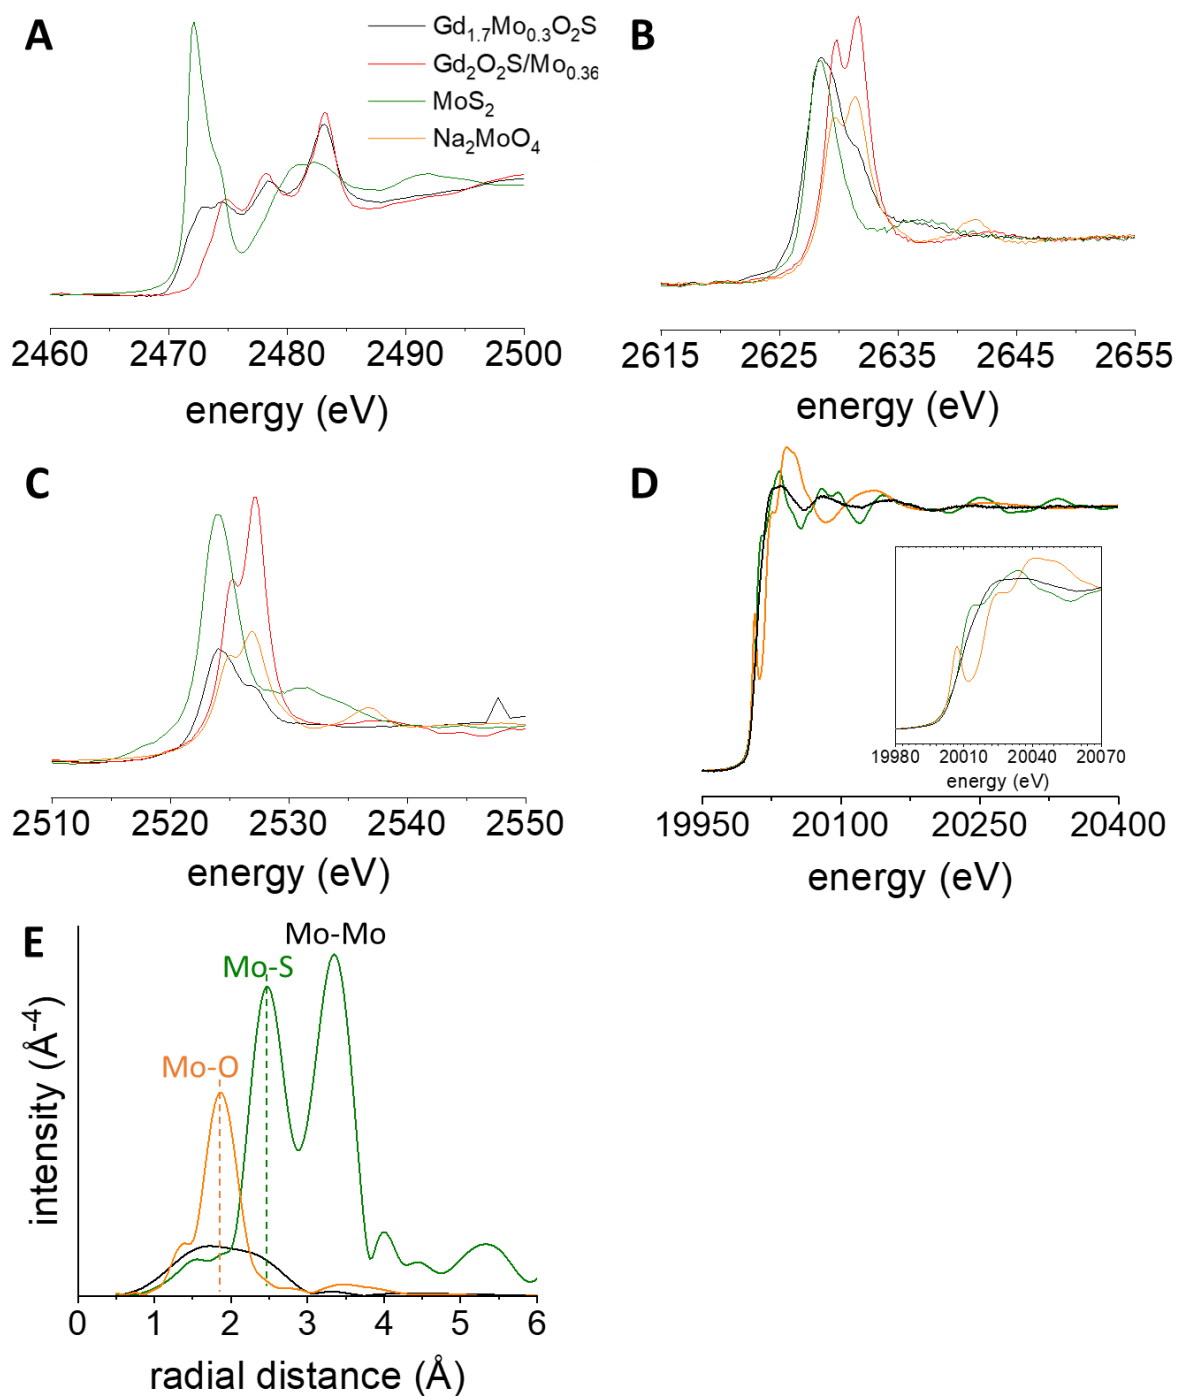 A
Gd₁.₇Mo₀.₃O₂S
Gd₂O₂S/Mo₀.₃₆
MoS₂
Na₂MoO₄
2460 2470 2480 2490 2500
energy (eV)
B
2615 2625 2635 2645 2655
energy (eV)
C
2510 2520 2530 2540 2550
energy (eV)
D
19980 20010 20040 20070
energy (eV)
19950 20100 20250 20400
energy (eV)
E
Mo-Mo
Mo-S
Mo-O
intensity (Å⁻⁴)
0 1 2 3 4 5 6
radial distance (Å)